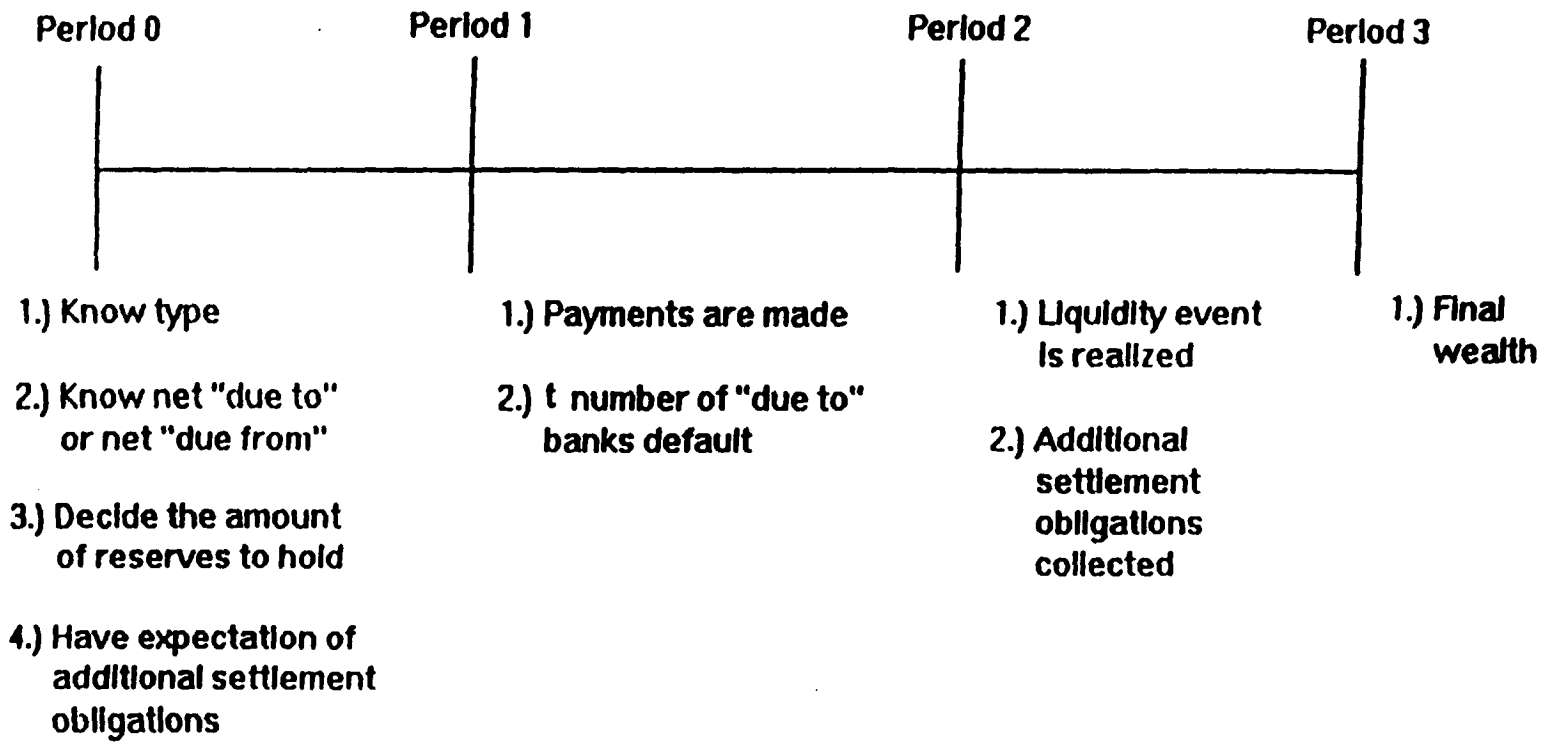 Period 0
Period 1
Period 2
Period 3
1.) Know type
2.) Know net "due to"
or net "due from"
3.) Decide the amount
of reserves to hold
4.) Have expectation of
additional settlement
obligations
1.) Payments are made
2.) t number of "due to"
banks default
1.) Liquidity event
is realized
2.) Additional
settlement
obligations
collected
1.) Final
wealth